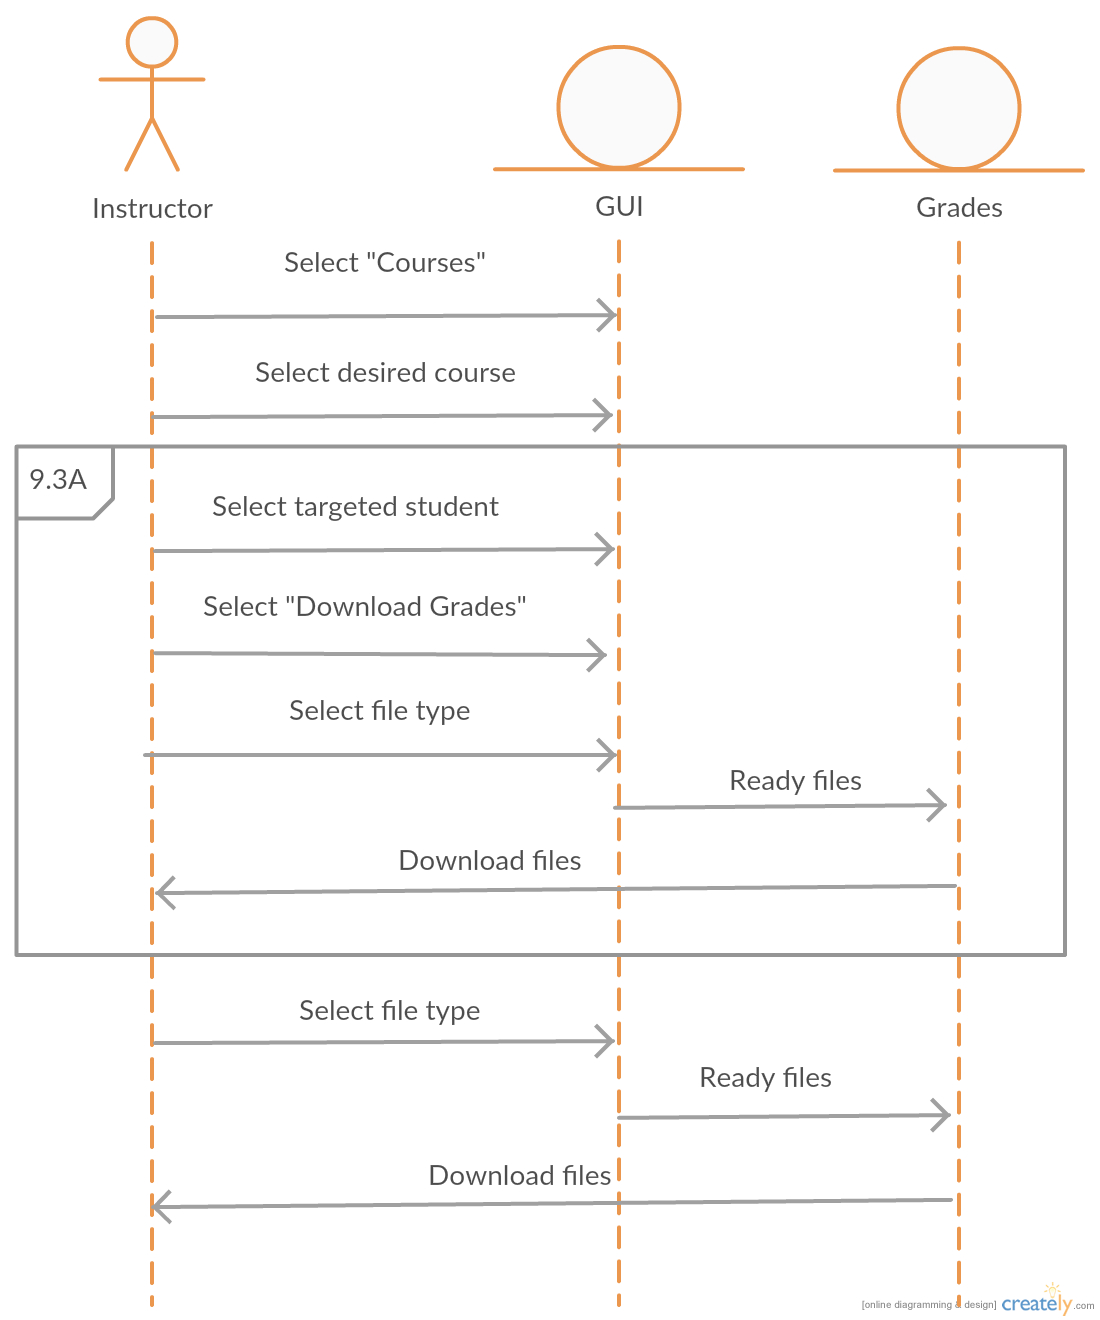 Instructor
GUI
Grades
Select "Courses"
Select desired course
9.3A
Select targeted student
Select "Download Grades"
Select file type
Ready files
Download files
Select file type
Ready files
Download files
[online diagramming & design] creately.com